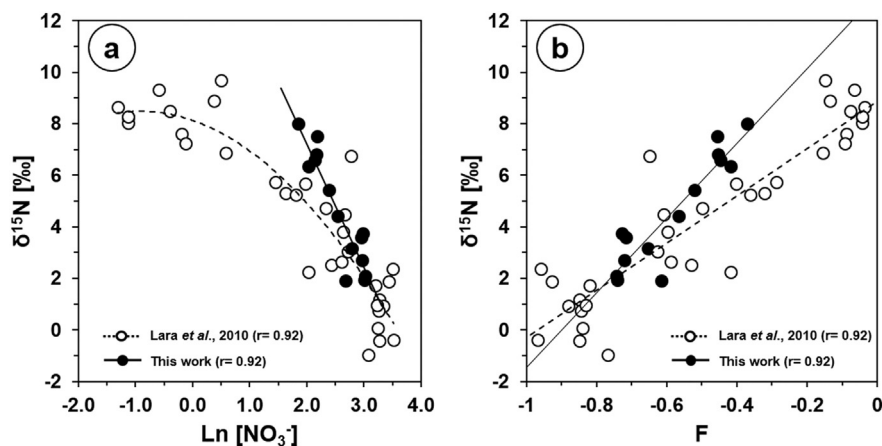 a
12
10
8
6
4
2
0
-2
δ¹⁵N [‰]
Lara et al., 2010 (r= 0.92)
This work (r= 0.92)
-2.0 -1.0 0.0 1.0 2.0 3.0 4.0
Ln [NO₃⁻]
b
12
10
8
6
4
2
0
-2
δ¹⁵N [‰]
Lara et al., 2010 (r= 0.92)
This work (r= 0.92)
-1 -0.8 -0.6 -0.4 -0.2 0
F